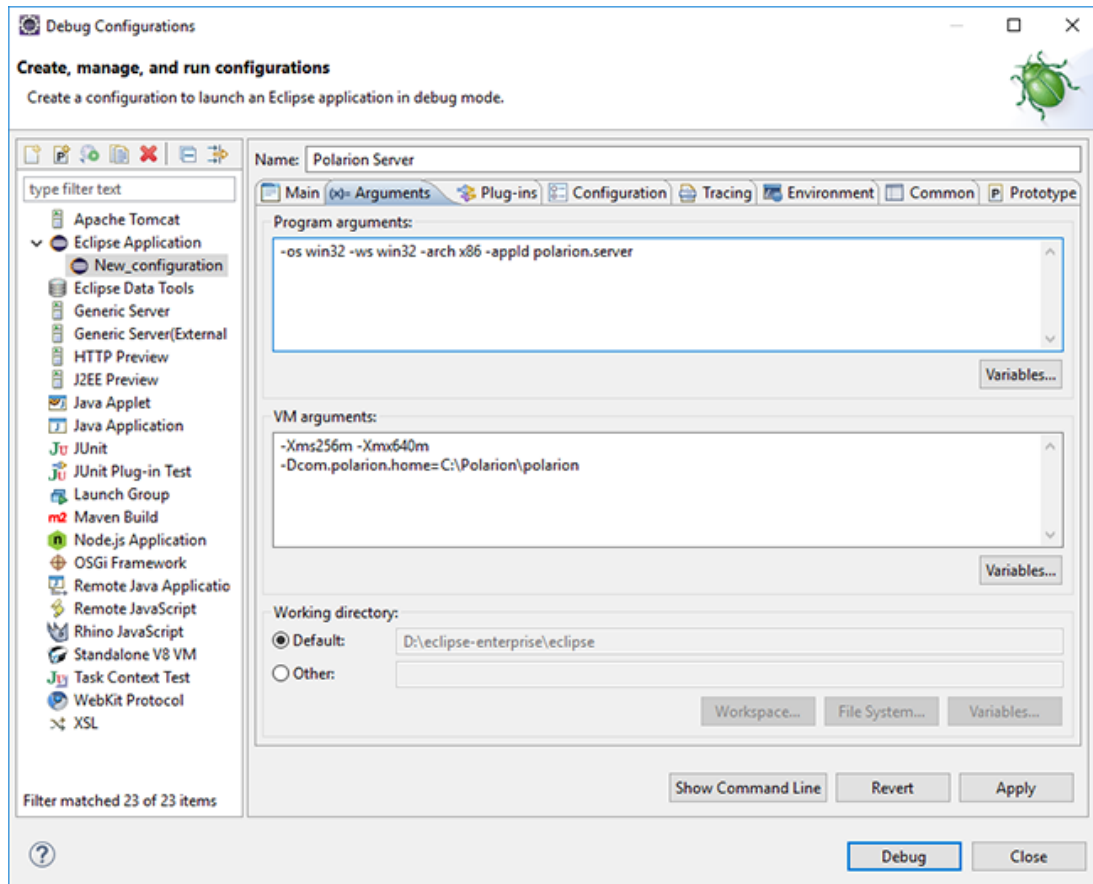 Debug Configurations
Create, manage, and run configurations
Create a configuration to launch an Eclipse application in debug mode.
type filter text
Apache Tomcat
Eclipse Application
New_configuration
Eclipse Data Tools
Generic Server
Generic Server(External
HTTP Preview
J2EE Preview
Java Applet
Java Application
JUnit
JUnit Plug-in Test
Launch Group
Maven Build
Node.js Application
OSGi Framework
Remote Java Applicatio
Remote JavaScript
Rhino JavaScript
Standalone V8 VM
Task Context Test
WebKit Protocol
XSL
Filter matched 23 of 23 items
Name: Polarion Server
Main (x)= Arguments Plug-ins Configuration Tracing Environment Common P Prototype
Program arguments:
-os win32 -ws win32 -arch x86 -appId polarion.server
Variables...
VM arguments:
-Xms256m -Xmx640m
-Dcom.polarion.home=C:\Polarion\polarion
Variables...
Working directory:
Default: D:\eclipse-enterprise\eclipse
Other:
Workspace... File System... Variables...
Show Command Line Revert Apply
Debug Close